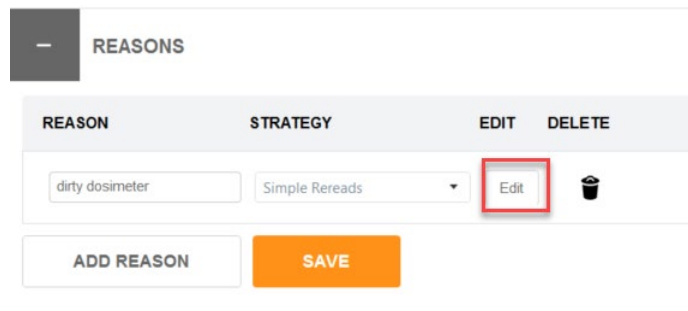 REASONS
REASON STRATEGY EDIT DELETE
dirty dosimeter Simple Rereads Edit
ADD REASON SAVE